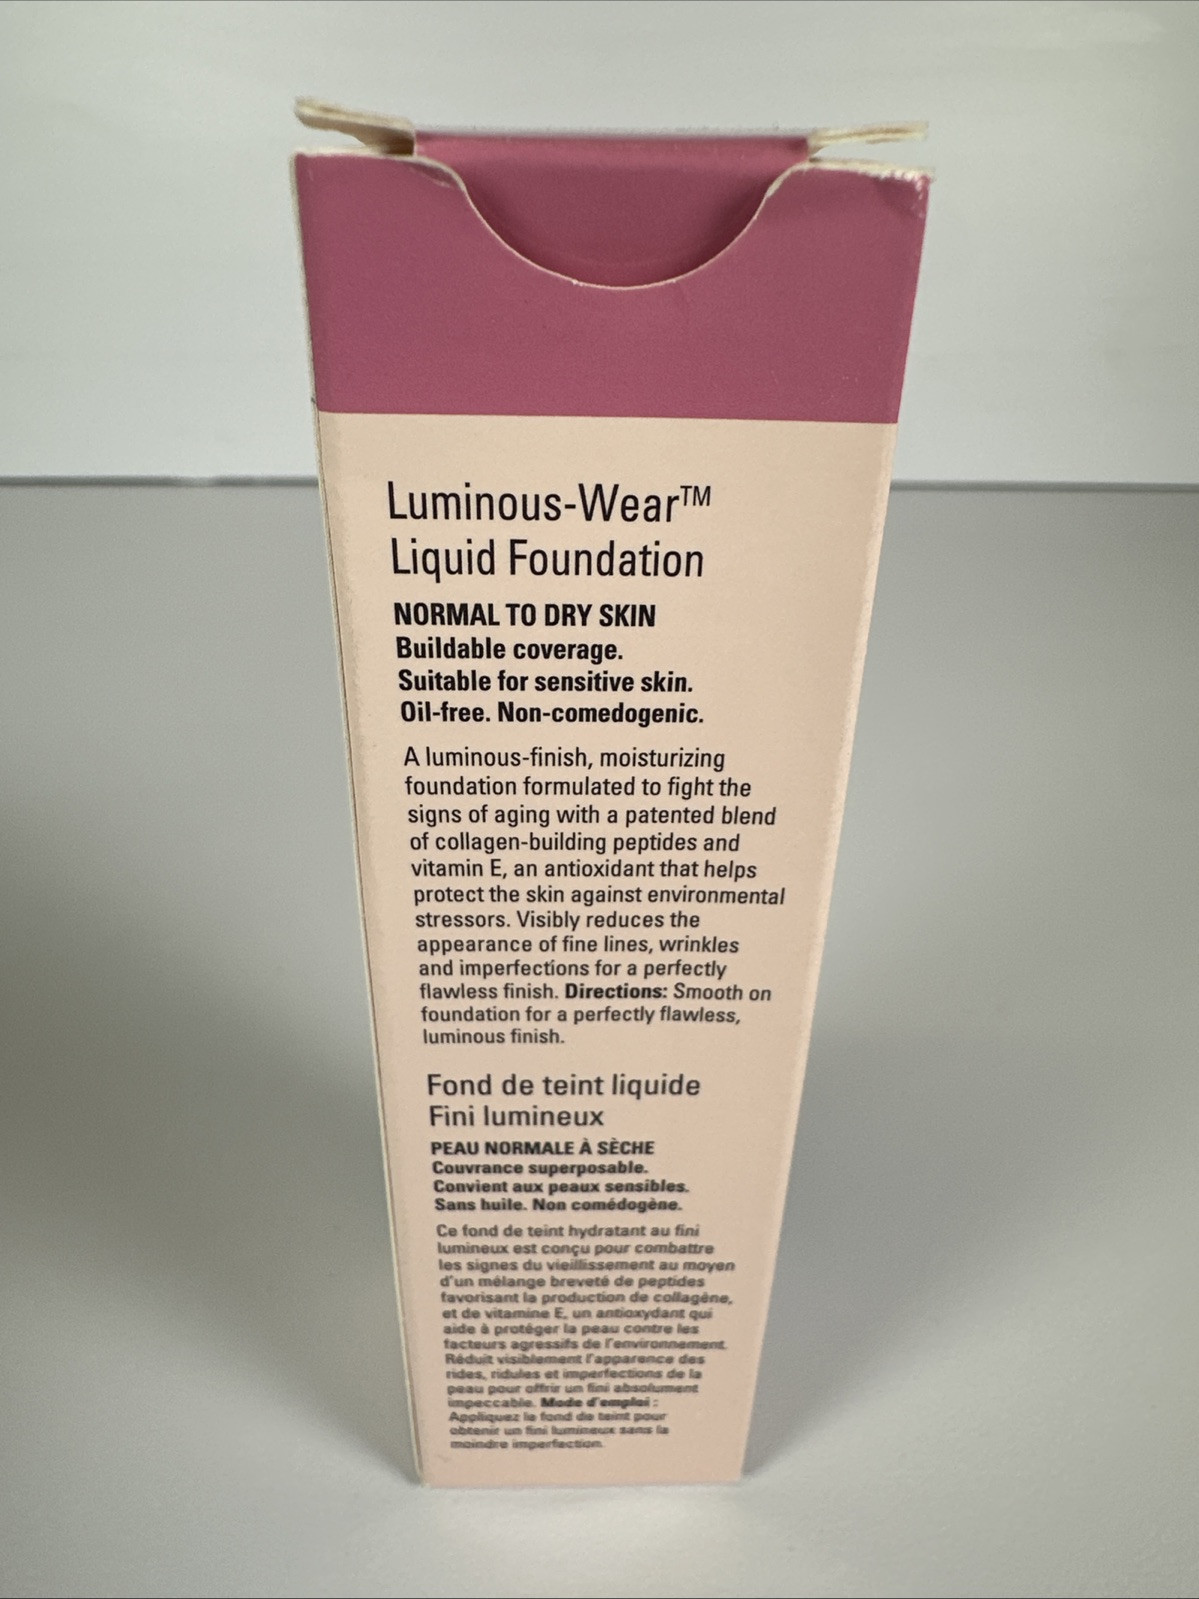 Luminous-Wear™
Liquid Foundation
NORMAL TO DRY SKIN
Buildable coverage.
Suitable for sensitive skin.
Oil-free. Non-comedogenic.
A luminous-finish, moisturizing
foundation formulated to fight the
signs of aging with a patented blend
of collagen-building peptides and
vitamin E, an antioxidant that helps
protect the skin against environmental
stressors. Visibly reduces the
appearance of fine lines, wrinkles
and imperfections for a perfectly
flawless finish. Directions: Smooth on
foundation for a perfectly flawless,
luminous finish.
Fond de teint liquide
Fini lumineux
PEAU NORMALE À SÈCHE
Couvrance superposable.
Convient aux peaux sensibles.
Sans huile. Non comédogène.
Ce fond de teint hydratant au fini
lumineux est conçu pour combattre
les signes du vieillissement au moyen
d'un mélange breveté de peptides
favorisant la production de collagène,
et de vitamine E, un antioxydant qui
aide à protéger la peau contre les
facteurs agressifs de l'environnement.
Réduit visiblement l'apparence des
rides, ridules et imperfections de la
peau pour offrir un fini absolument
impeccable. Mode d'emploi :
Appliquez le fond de teint pour
obtenir un fini lumineux sans la
moindre imperfection.